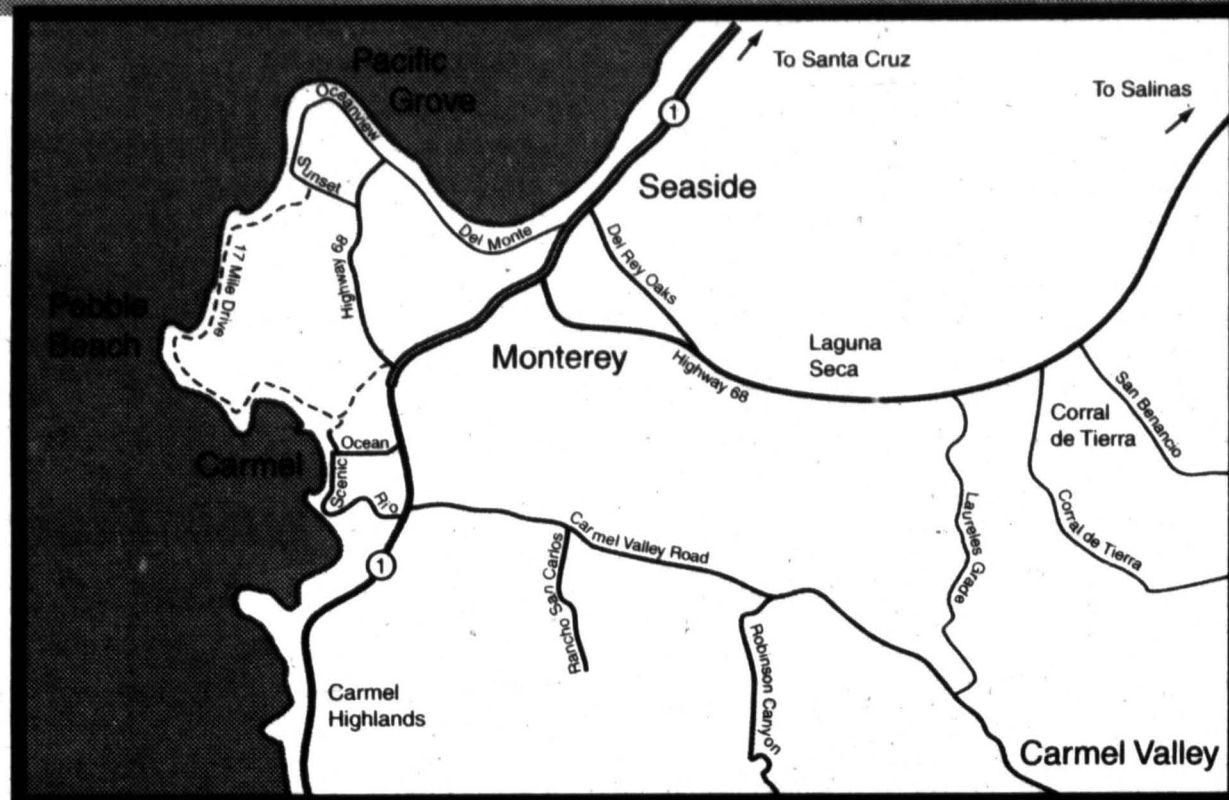 Pacific
Grove
To Santa Cruz
To Salinas
Oceanview
1
Sunset
Seaside
Del Monte
Del Rey Oaks
17 Mile Drive
Highway 68
Pebble
Beach
Monterey
Highway 68
Laguna
Seca
San Benancio
Corral
de Tierra
Ocean
Carmel
Scenic
Rio
Laureles Grade
Corral de Tierra
Carmel Valley Road
1
Rancho San Carlos
Robinson Canyon
Carmel
Highlands
Carmel Valley